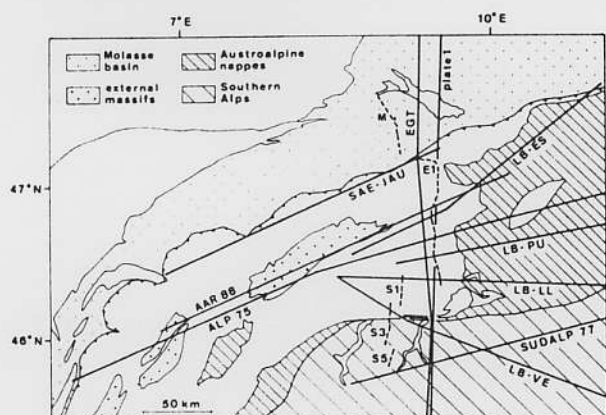 7°E
10°E
Molasse
basin
Austroalpine
nappes
external
massifs
Southern
Alps
plate 1
EGT
M
E1
LB-ES
47°N
SAE-JAU
LB-PU
AAR 88
ALP 75
S1
LB-LL
S3
46°N
SUDALP 77
S5
LB-VE
50 km